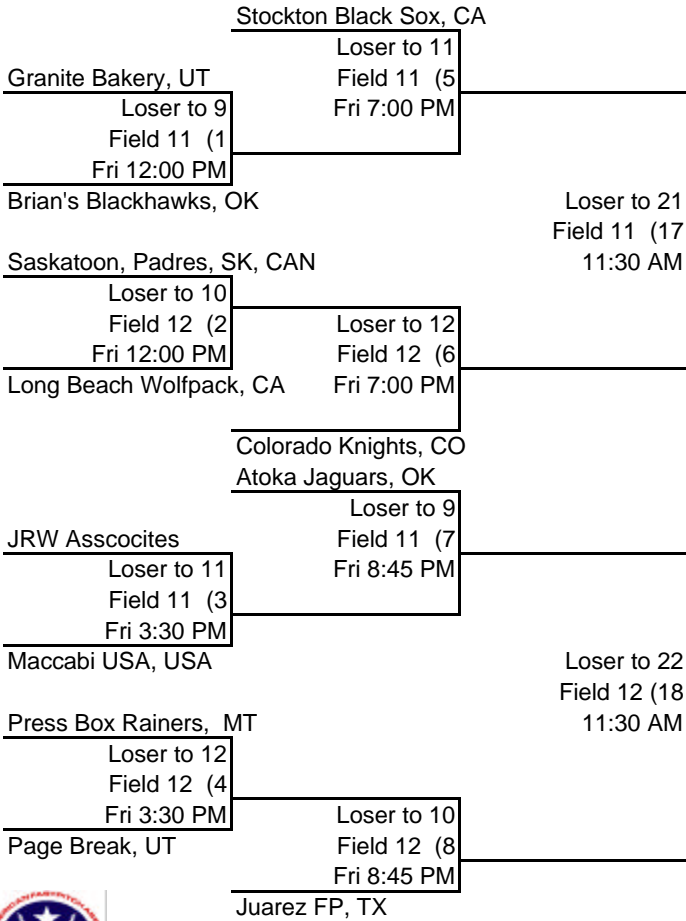 Stockton Black Sox, CA
Loser to 11
Granite Bakery, UT Field 11 (5
Loser to 9 Fri 7:00 PM
Field 11 (1
Fri 12:00 PM
Brian's Blackhawks, OK Loser to 21
Field 11 (17
Saskatoon, Padres, SK, CAN 11:30 AM
Loser to 10
Field 12 (2 Loser to 12
Fri 12:00 PM Field 12 (6
Long Beach Wolfpack, CA Fri 7:00 PM
Colorado Knights, CO
Atoka Jaguars, OK
Loser to 9
JRW Asscocites Field 11 (7
Loser to 11 Fri 8:45 PM
Field 11 (3
Fri 3:30 PM
Maccabi USA, USA Loser to 22
Field 12 (18
Press Box Rainers, MT 11:30 AM
Loser to 12
Field 12 (4
Fri 3:30 PM Loser to 10
Page Break, UT Field 12 (8
Fri 8:45 PM
Juarez FP, TX